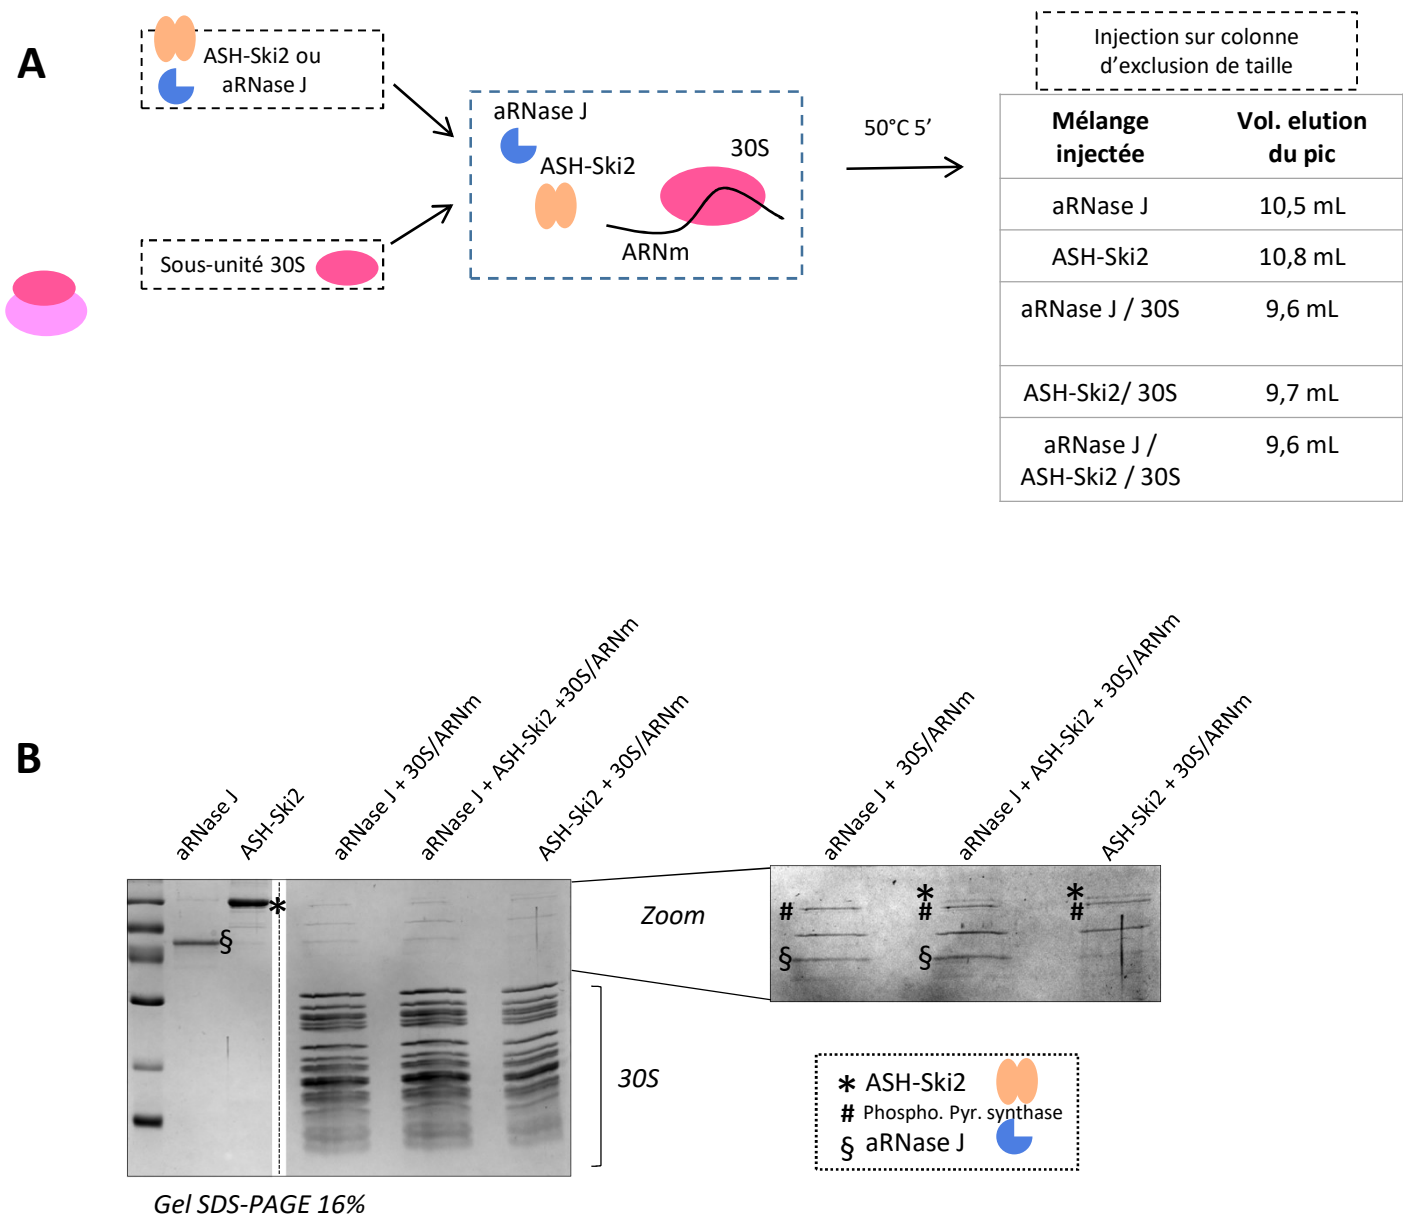 A
ASH-Ski2 ou
aRNase J
Sous-unité 30S
aRNase J
ASH-Ski2
30S
ARNm
50°C 5’
Injection sur colonne
d’exclusion de taille
Mélange
injectée
Vol. elution
du pic
aRNase J
10,5 mL
ASH-Ski2
10,8 mL
aRNase J / 30S
9,6 mL
ASH-Ski2/ 30S
9,7 mL
aRNase J /
ASH-Ski2 / 30S
9,6 mL
B
aRNase J
ASH-Ski2
aRNase J + 30S/ARNm
aRNase J + ASH-Ski2 +30S/ARNm
ASH-Ski2 + 30S/ARNm
*
§
30S
Gel SDS-PAGE 16%
Zoom
aRNase J + 30S/ARNm
aRNase J + ASH-Ski2 + 30S/ARNm
ASH-Ski2 + 30S/ARNm
* *
# # #
§ §
* ASH-Ski2
# Phospho. Pyr. synthase
§ aRNase J